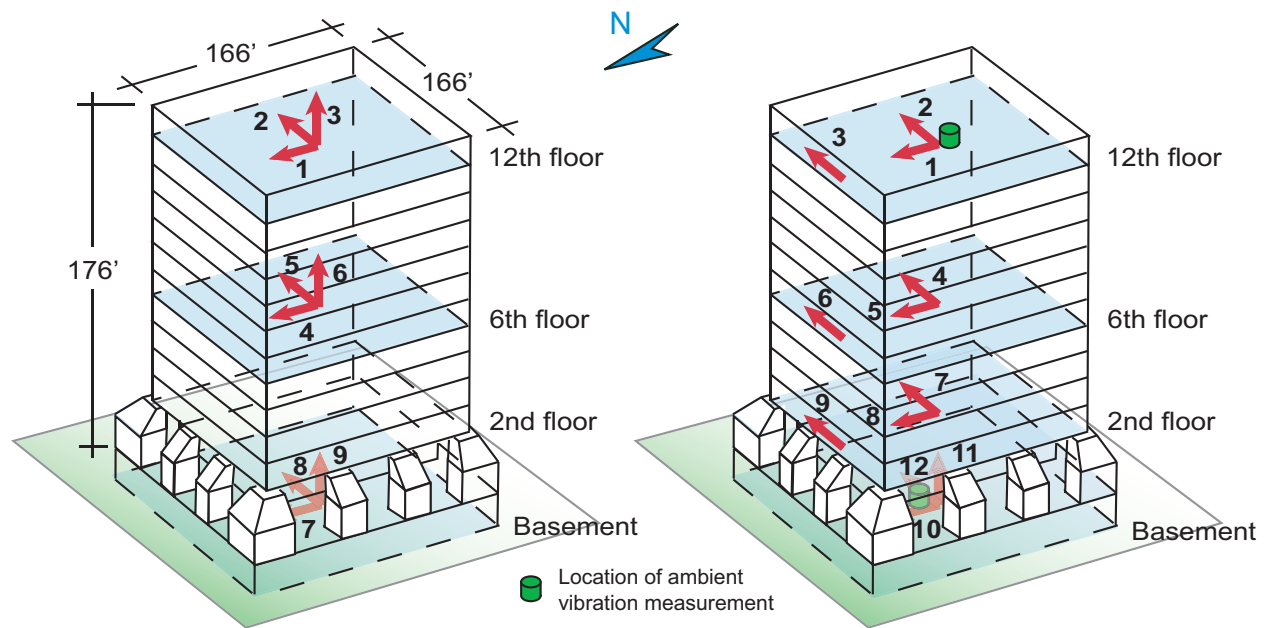 N
166’
166’
176’
2
3
1
12th floor
5
6
4
6th floor
2nd floor
8
9
7
Basement
2
3
1
12th floor
4
6
5
6th floor
7
9
8
2nd floor
12
11
10
Basement
Location of ambient
vibration measurement